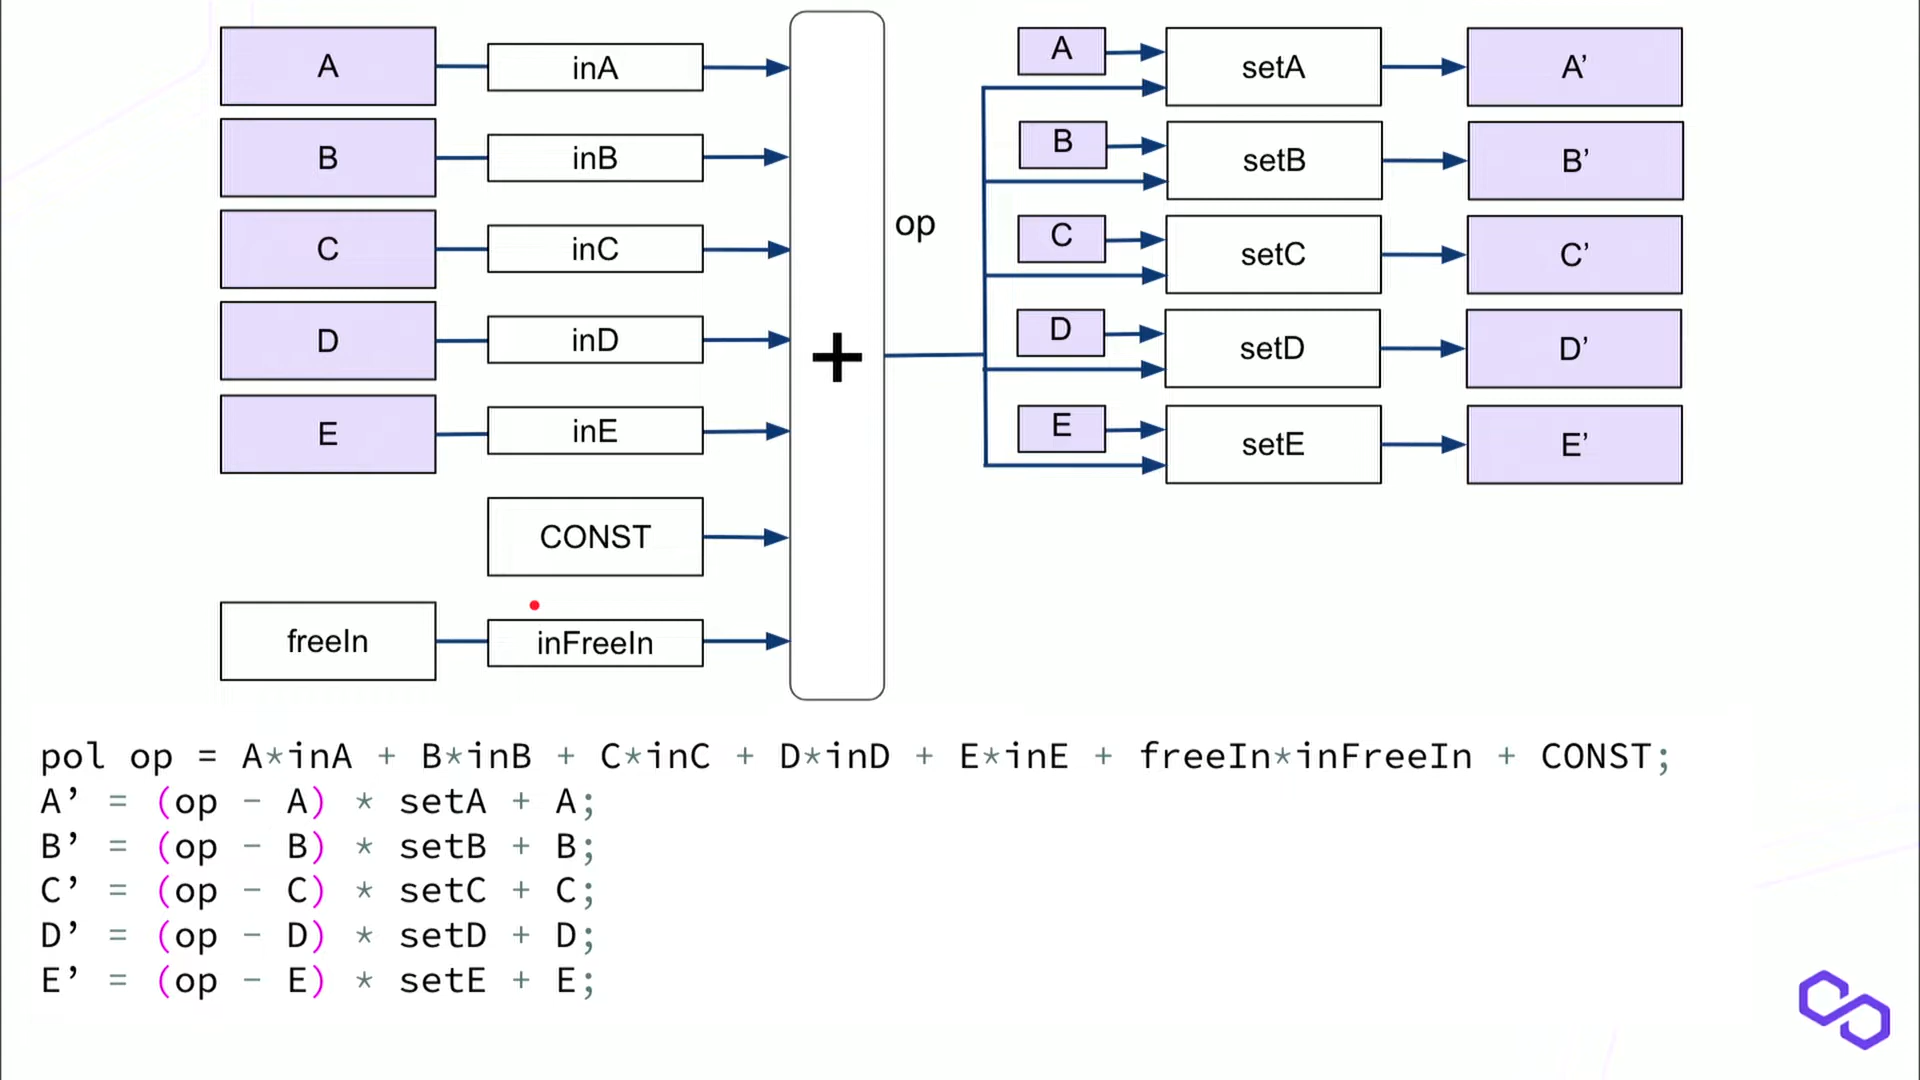 A inA A setA A’
B inB B setB B’
op
C inC C setC C’
D inD D setD D’
+
E inE E setE E’
CONST
freeIn inFreeIn
pol op = A*inA + B*inB + C*inC + D*inD + E*inE + freeIn*inFreeIn + CONST;
A’ = (op - A) * setA + A;
B’ = (op - B) * setB + B;
C’ = (op - C) * setC + C;
D’ = (op - D) * setD + D;
E’ = (op - E) * setE + E;